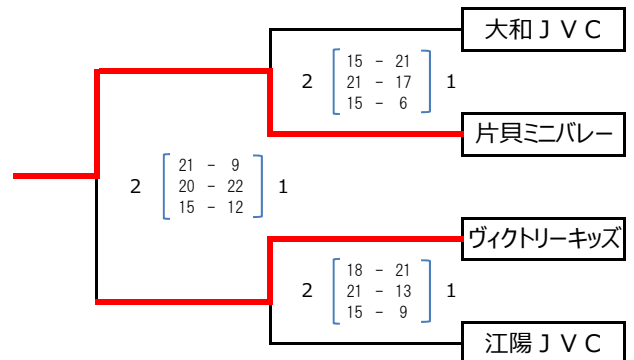 大和ＪＶＣ
15 - 21
2 21 - 17 1
15 - 6
片貝ミニバレー
21 - 9
2 20 - 22 1
15 - 12
ヴィクトリーキッズ
18 - 21
2 21 - 13 1
15 - 9
江陽ＪＶＣ